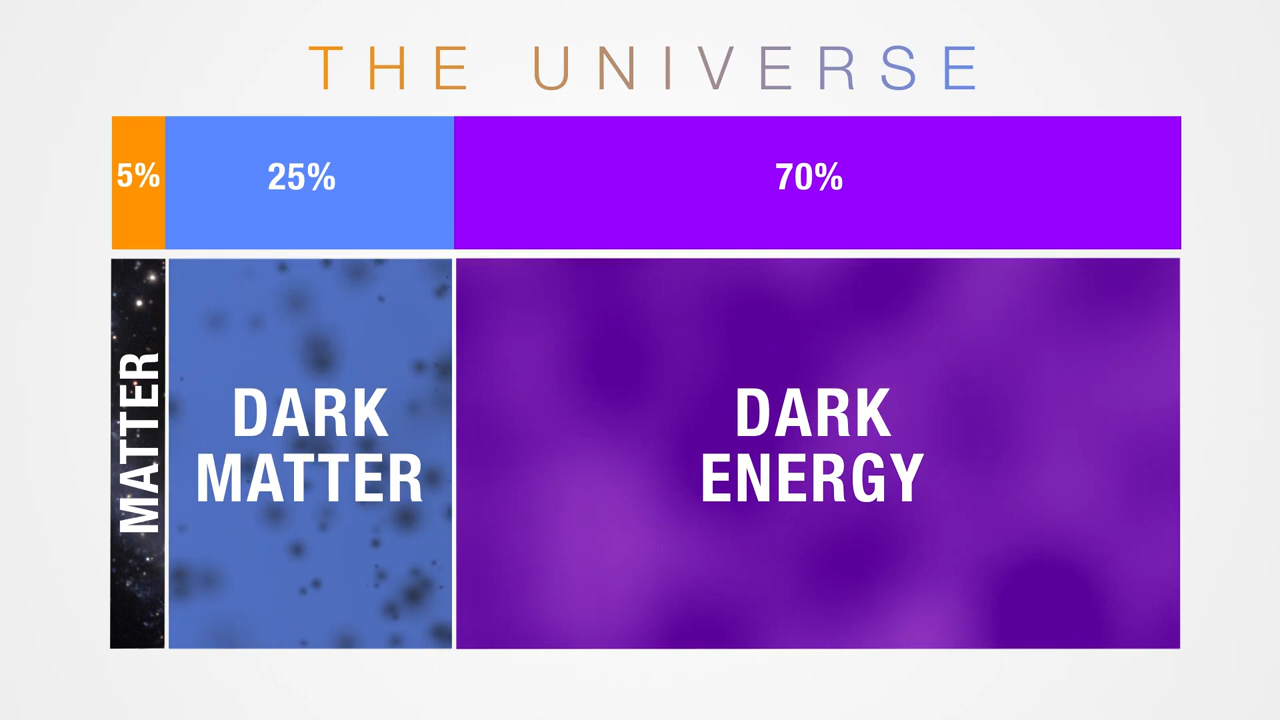 THE UNIVERSE
5% 25% 70%
MATTER
DARK
MATTER
DARK
ENERGY